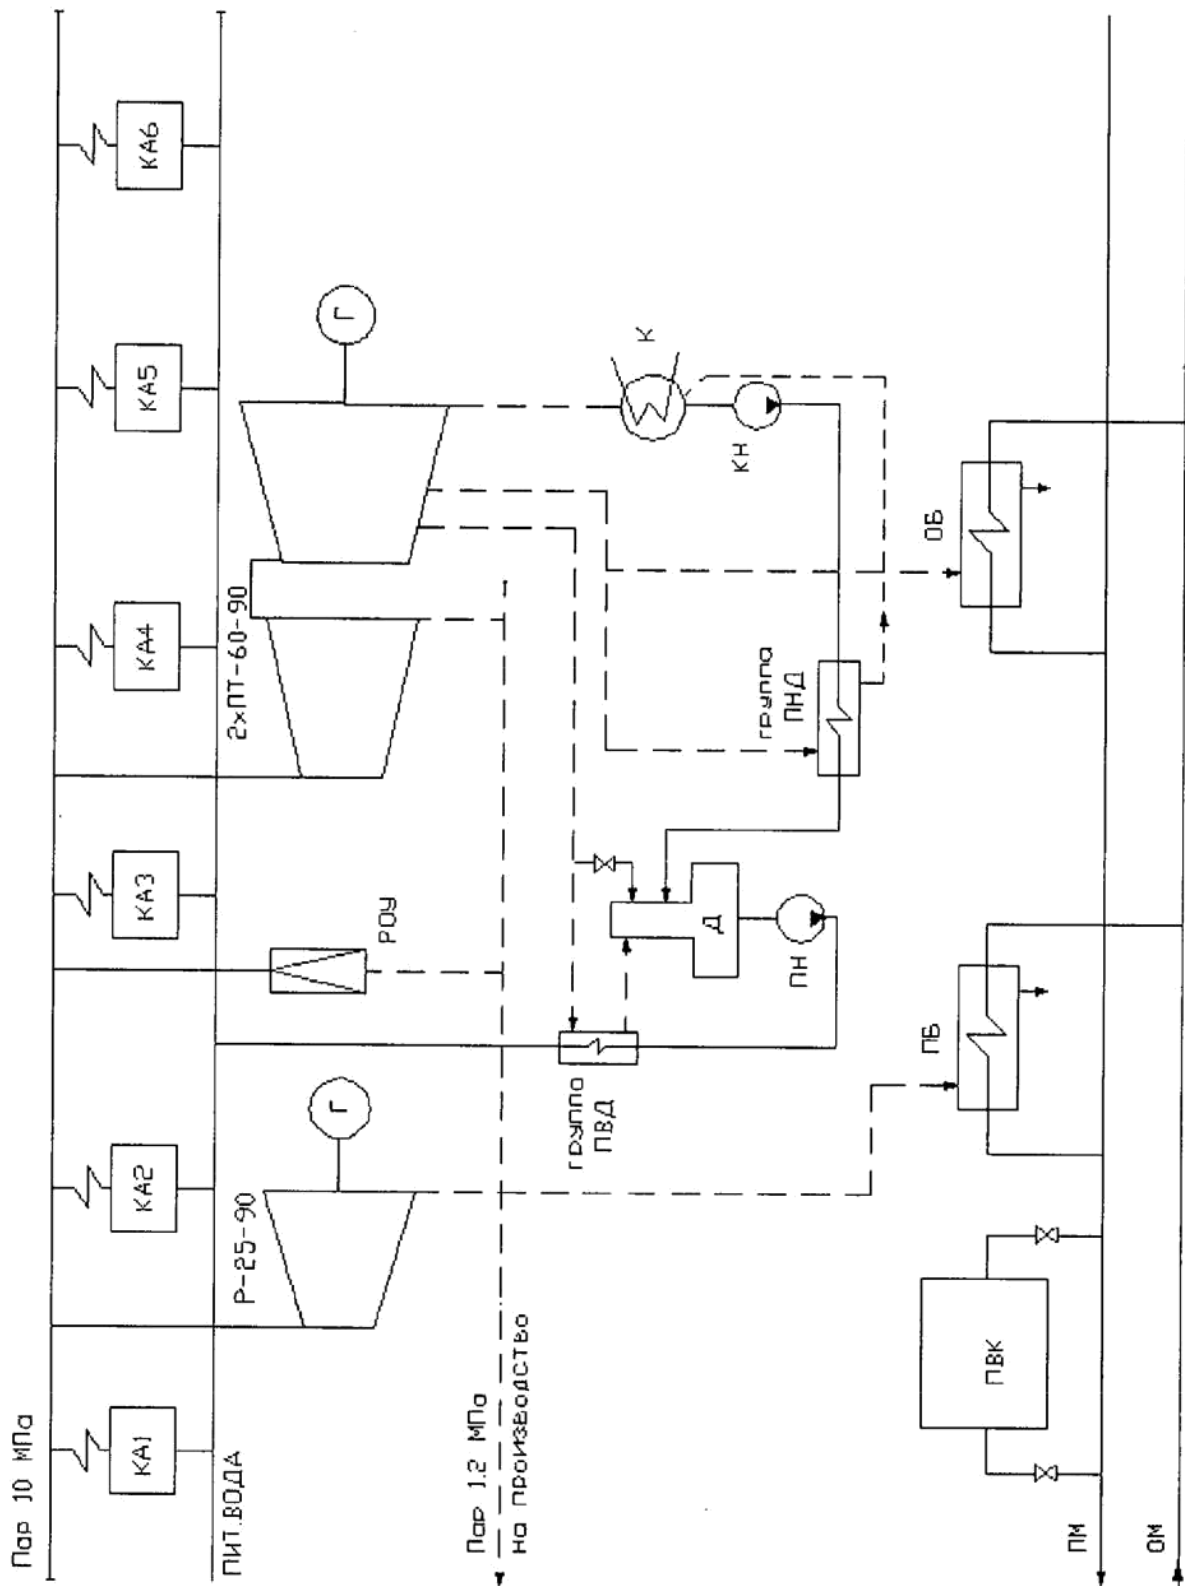 Пар 10 МПа
КА1
КА2
КА3
КА4
КА5
КА6
ПИТ.ВОДА
Р-25-90
Г
РОУ
2хПТ-60-90
Г
Пар 1.2 МПа
на производство
группа
ПВД
Д
ПН
группа
ПНД
КН
К
ПВК
ПБ
ОБ
ПМ
ОМ